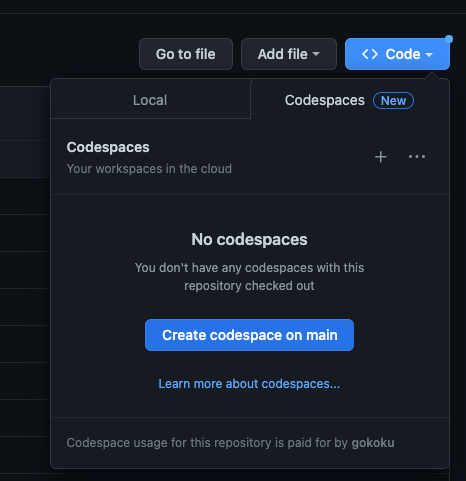 Go to file
Add file
<> Code
Local
Codespaces New
Codespaces
Your workspaces in the cloud
No codespaces
You don't have any codespaces with this
repository checked out
Create codespace on main
Learn more about codespaces...
Codespace usage for this repository is paid for by gokoku